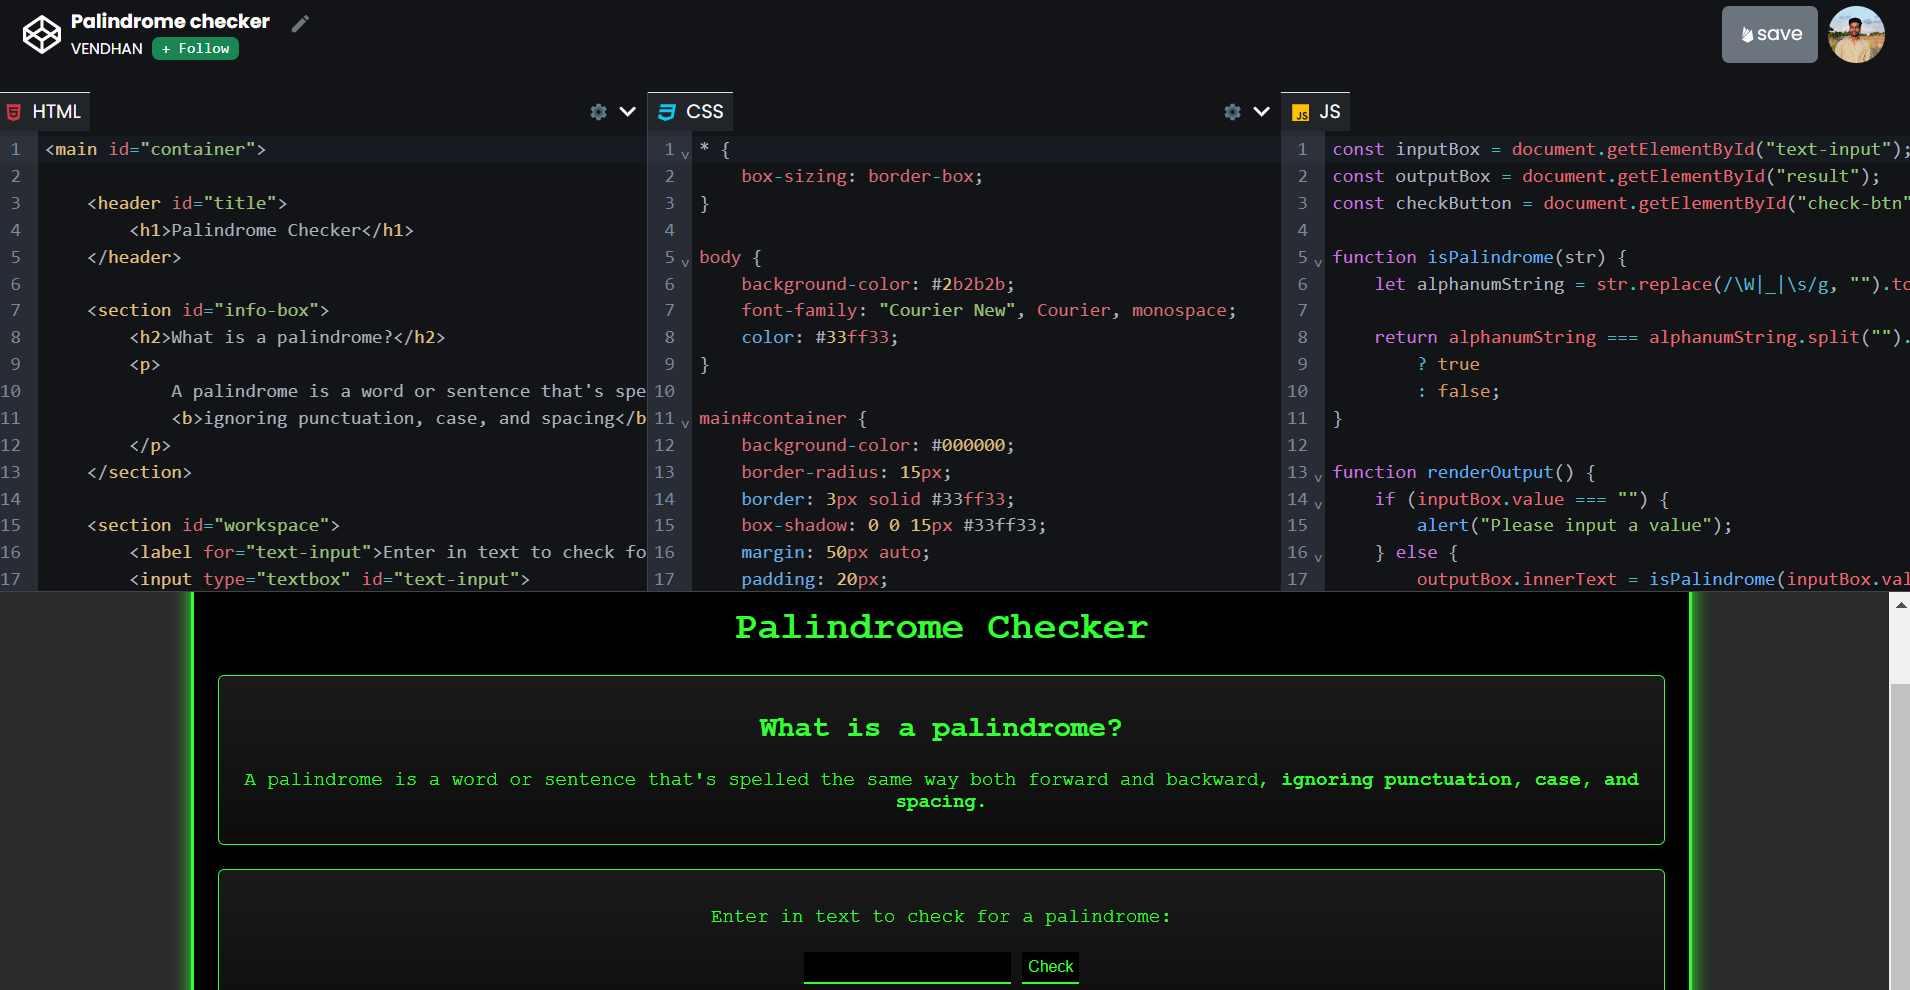 Palindrome checker
VENDHAN + Follow
save
HTML
1 <main id="container">
2
3 <header id="title">
4 <h1>Palindrome Checker</h1>
5 </header>
6
7 <section id="info-box">
8 <h2>What is a palindrome?</h2>
9 <p>
10 A palindrome is a word or sentence that's spe
11 <b>ignoring punctuation, case, and spacing</b
12 </p>
13 </section>
14
15 <section id="workspace">
16 <label for="text-input">Enter in text to check fo
17 <input type="textbox" id="text-input">
CSS
1 * {
2 box-sizing: border-box;
3 }
4
5 body {
6 background-color: #2b2b2b;
7 font-family: "Courier New", Courier, monospace;
8 color: #33ff33;
9 }
10
11 main#container {
12 background-color: #000000;
13 border-radius: 15px;
14 border: 3px solid #33ff33;
15 box-shadow: 0 0 15px #33ff33;
16 margin: 50px auto;
17 padding: 20px;
JS
1 const inputBox = document.getElementById("text-input");
2 const outputBox = document.getElementById("result");
3 const checkButton = document.getElementById("check-btn"
4
5 function isPalindrome(str) {
6 let alphanumString = str.replace(/\W|_|\s/g, "").to
7
8 return alphanumString === alphanumString.split("").
9 ? true
10 : false;
11 }
12
13 function renderOutput() {
14 if (inputBox.value === "") {
15 alert("Please input a value");
16 } else {
17 outputBox.innerText = isPalindrome(inputBox.val
Palindrome Checker
What is a palindrome?
A palindrome is a word or sentence that's spelled the same way both forward and backward, ignoring punctuation, case, and
spacing.
Enter in text to check for a palindrome:
Check